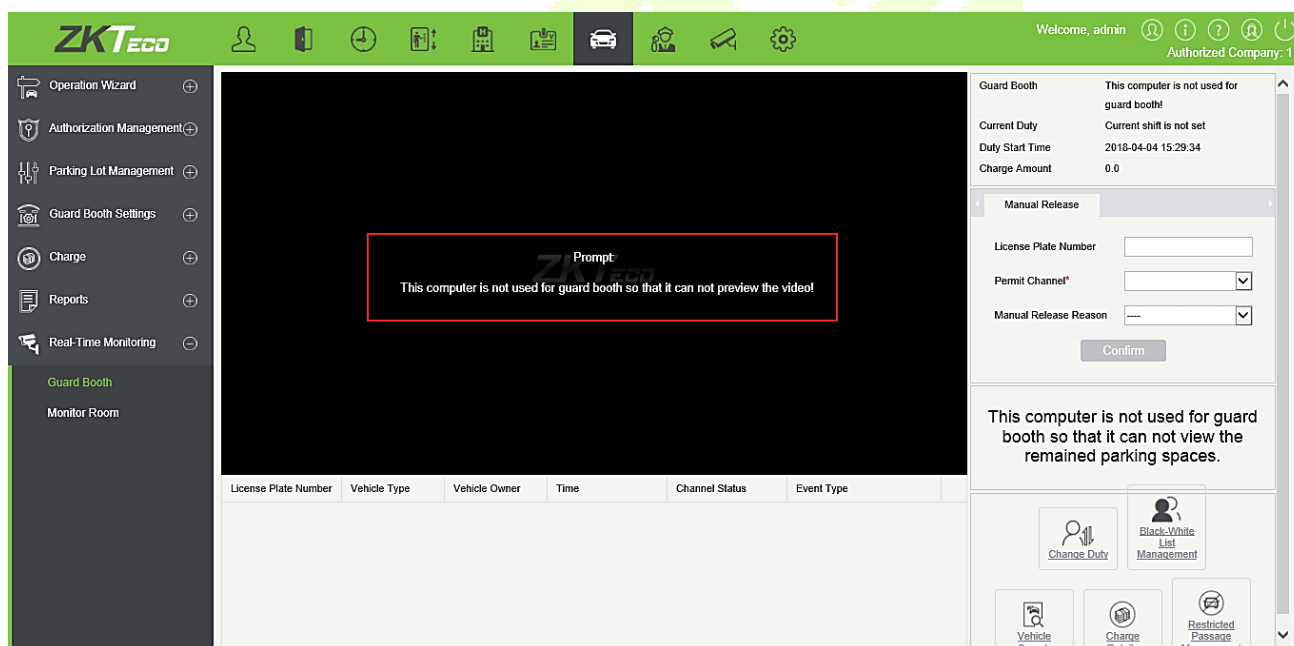 ZKTECO
Welcome, admin
Authorized Company: 1
Operation Wizard
Authorization Management
Parking Lot Management
Guard Booth Settings
Charge
Reports
Real-Time Monitoring
Guard Booth
Monitor Room
ZKTECO
Prompt:
This computer is not used for guard booth so that it can not preview the video!
License Plate Number Vehicle Type Vehicle Owner Time Channel Status Event Type
Guard Booth This computer is not used for
guard booth!
Current Duty Current shift is not set
Duty Start Time 2018-04-04 15:29:34
Charge Amount 0.0
Manual Release
License Plate Number
Permit Channel*
Manual Release Reason ----
Confirm
This computer is not used for guard
booth so that it can not view the
remained parking spaces.
Change Duty
Black-White
List
Management
Vehicle
Charge
Restricted
Passage